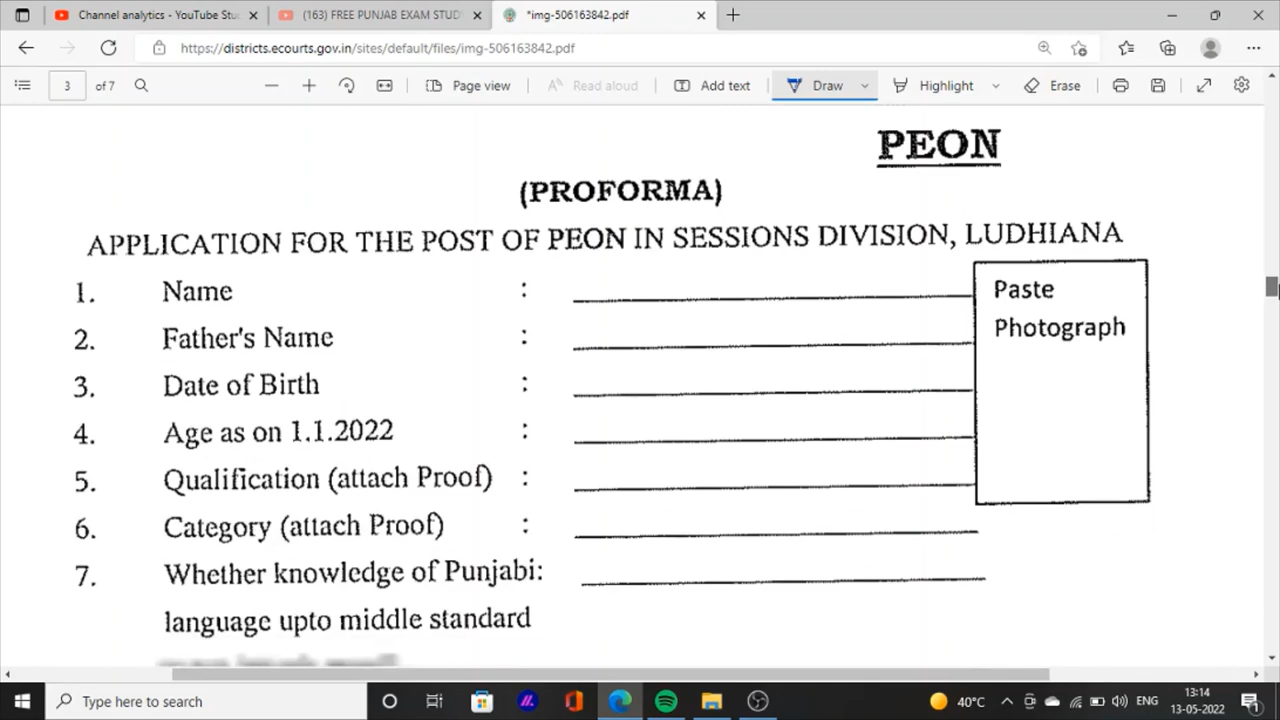 Channel analytics - YouTube Stu
(163) FREE PUNJAB EXAM STUD
*img-506163842.pdf
https://districts.ecourts.gov.in/sites/default/files/img-506163842.pdf
3 of 7
Page view
Read aloud
Add text
Draw
Highlight
Erase
PEON
(PROFORMA)
APPLICATION FOR THE POST OF PEON IN SESSIONS DIVISION, LUDHIANA
1. Name :
2. Father's Name :
3. Date of Birth :
4. Age as on 1.1.2022 :
5. Qualification (attach Proof) :
6. Category (attach Proof) :
7. Whether knowledge of Punjabi:
language upto middle standard
Paste
Photograph
Type here to search
40°C
ENG
13:14
13-05-2022
1